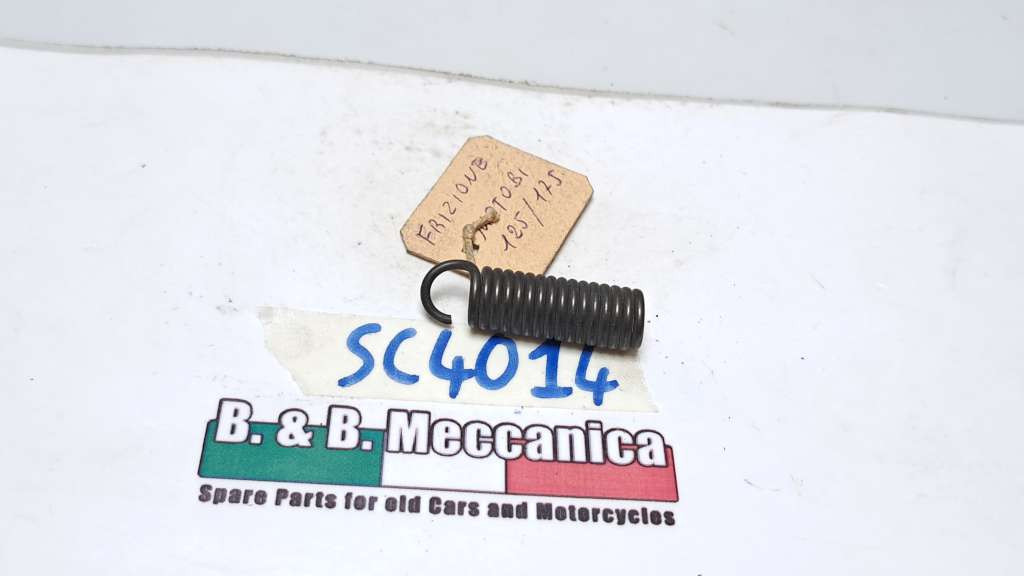 FRIZIONE
MOTOBI
125/175
SC4014
B. & B. Meccanica
Spare Parts for old Cars and Motorcycles